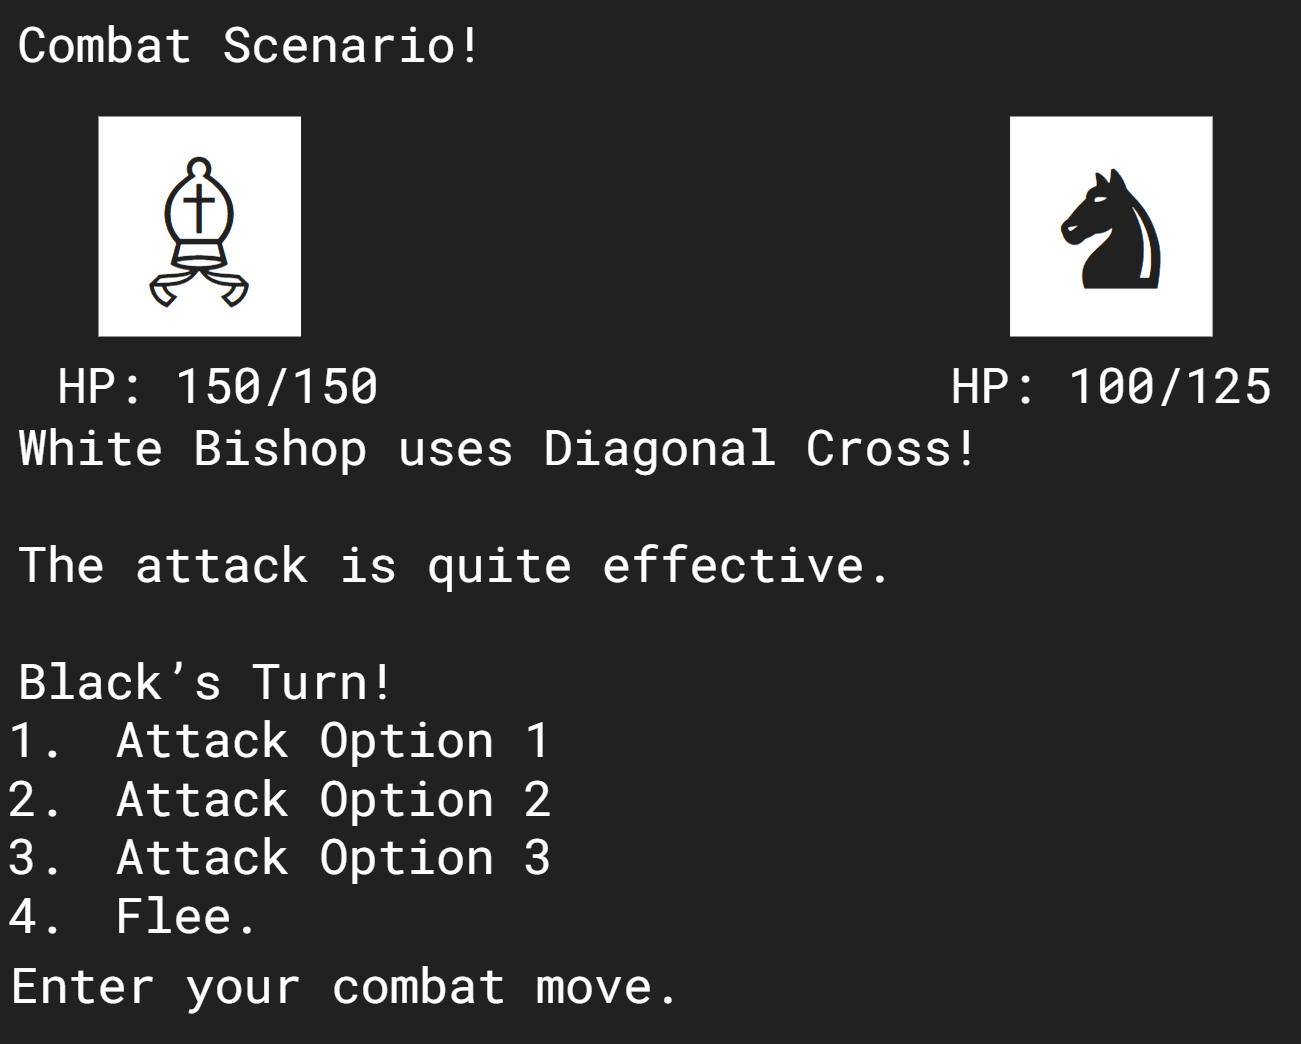 Combat Scenario!
HP: 150/150 HP: 100/125
White Bishop uses Diagonal Cross!
The attack is quite effective.
Black’s Turn!
1. Attack Option 1
2. Attack Option 2
3. Attack Option 3
4. Flee.
Enter your combat move.